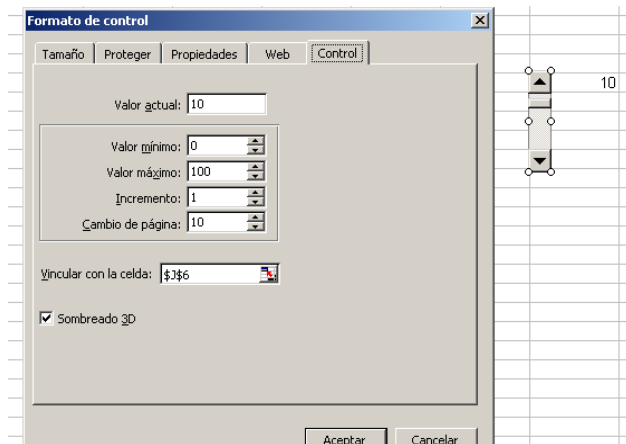 Formato de control
Tamaño Proteger Propiedades Web Control
Valor actual: 10
Valor mínimo: 0
Valor máximo: 100
Incremento: 1
Cambio de página: 10
Vincular con la celda: $J$6
Sombreado 3D
Aceptar Cancelar
10